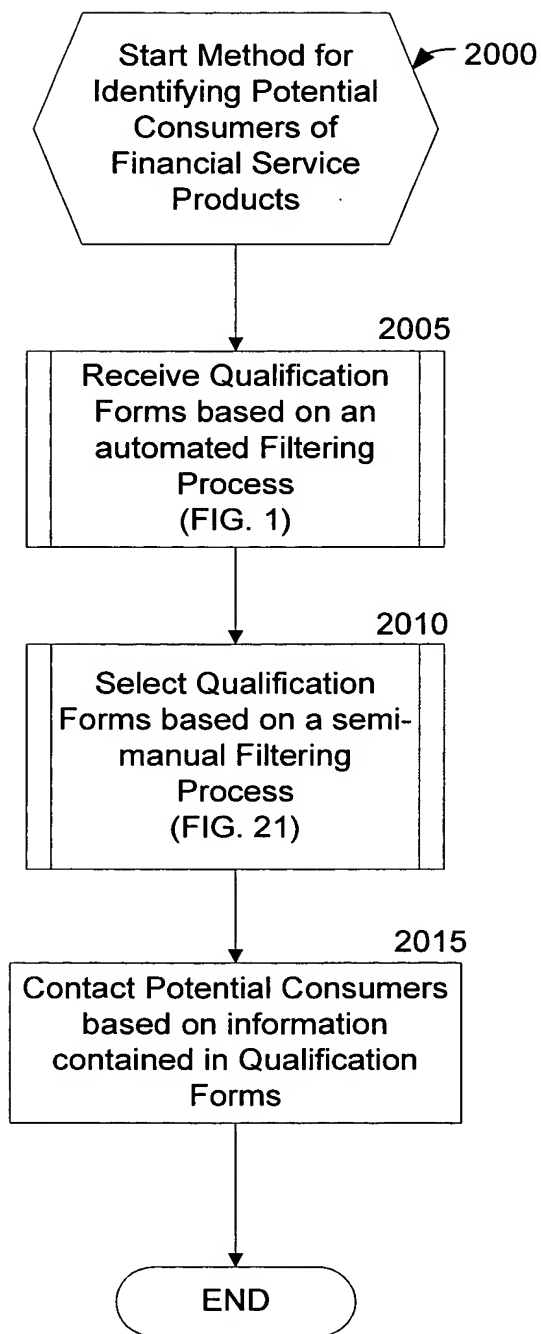 Start Method for
Identifying Potential
Consumers of
Financial Service
Products
2000
2005
Receive Qualification
Forms based on an
automated Filtering
Process
(FIG. 1)
2010
Select Qualification
Forms based on a semi-
manual Filtering
Process
(FIG. 21)
2015
Contact Potential Consumers
based on information
contained in Qualification
Forms
END